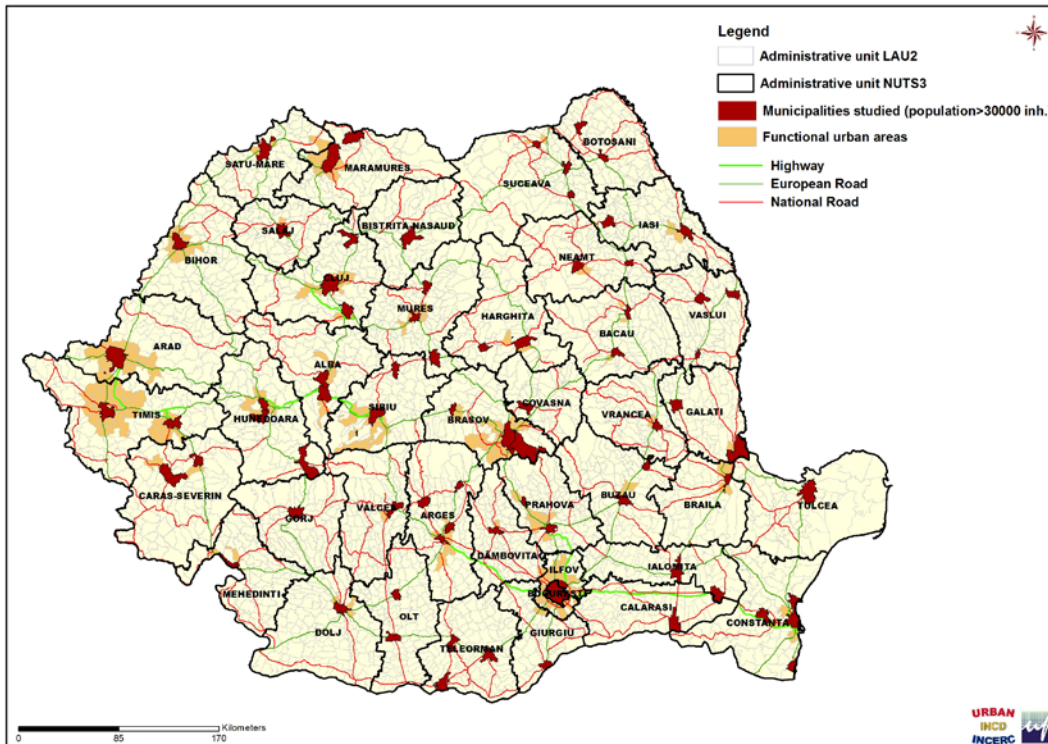 Legend
Administrative unit LAU2
Administrative unit NUTS3
Municipalities studied (population>30000 inh.
Functional urban areas
Highway
European Road
National Road
BOTOSANI
SATU-MARE
MARAMURES
SUCEAVA
BISTRITA NASAUD
SALAJ
IASI
BIHOR
NEAMT
CLUJ
MURES
HARGHITA
VASLUI
BACAU
ARAD
ALBA
COVASNA
SIBIU
TIMIS
HUNEDOARA
BRASOV
VRANCEA
GALATI
CARAS-SEVERIN
BUZAU
PRAHOVA
BRAILA
TULCEA
VALCEA
ARGES
GORJ
DAMBOVITA
ILFOV
IALOMITA
MEHEDINTI
BUCURESTI
CALARASI
OLT
CONSTANTA
DOLJ
GIURGIU
TELEORMAN
Kilometers
0 85 170
URBAN
INCD
INCERC